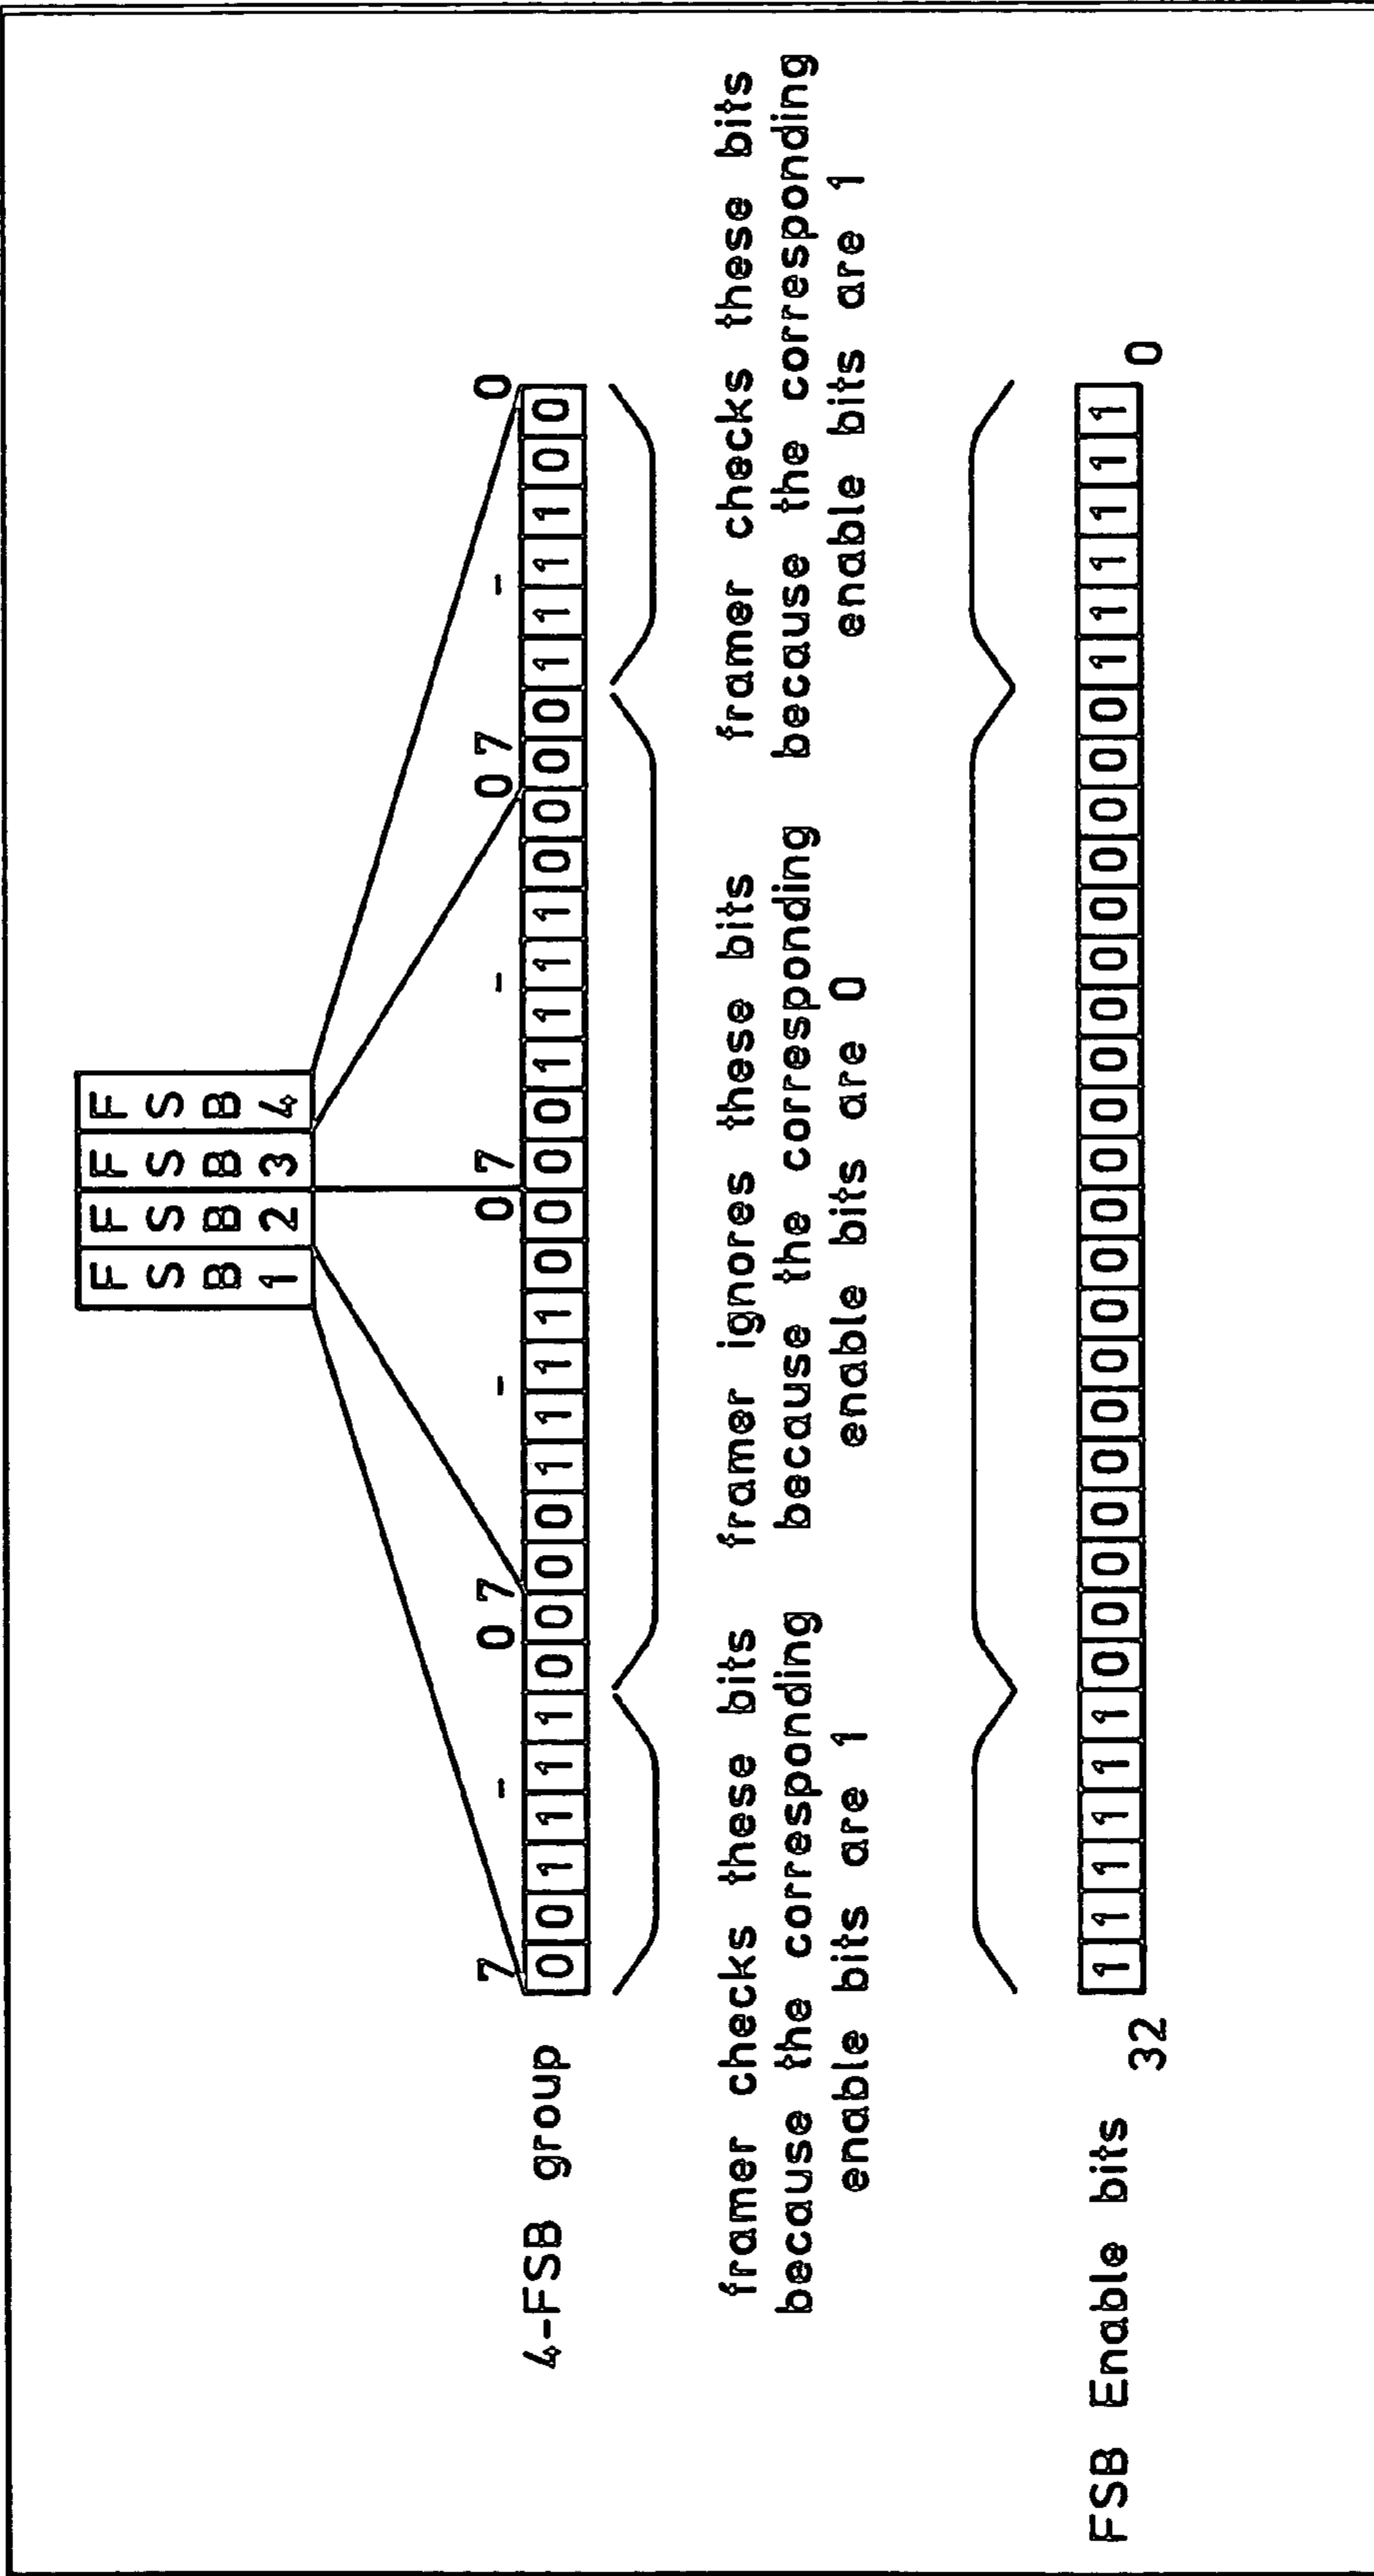 F F F F
S S S S
B B B B
1 2 3 4
7 - 0 7 - 0 7 - 0 7 - 0
4-FSB group 0 0 1 1 1 1 0 0 0 0 1 1 1 1 0 0 0 0 1 1 1 1 0 0 0 0 1 1 1 1 0 0
framer checks these bits
because the corresponding
enable bits are 1
framer ignores these bits
because the corresponding
enable bits are 0
framer checks these bits
because the corresponding
enable bits are 1
FSB Enable bits 1 1 1 1 1 1 0 0 0 0 0 0 0 0 0 0 0 0 0 0 0 0 0 0 0 0 1 1 1 1 1 1
32 0